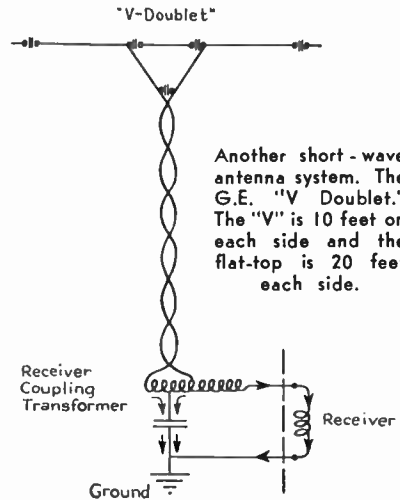 "V-Doublet"
Another short-wave
antenna system. The
G.E. "V Doublet."
The "V" is 10 feet on
each side and the
flat-top is 20 feet
each side.
Receiver
Coupling
Transformer
Receiver
Ground